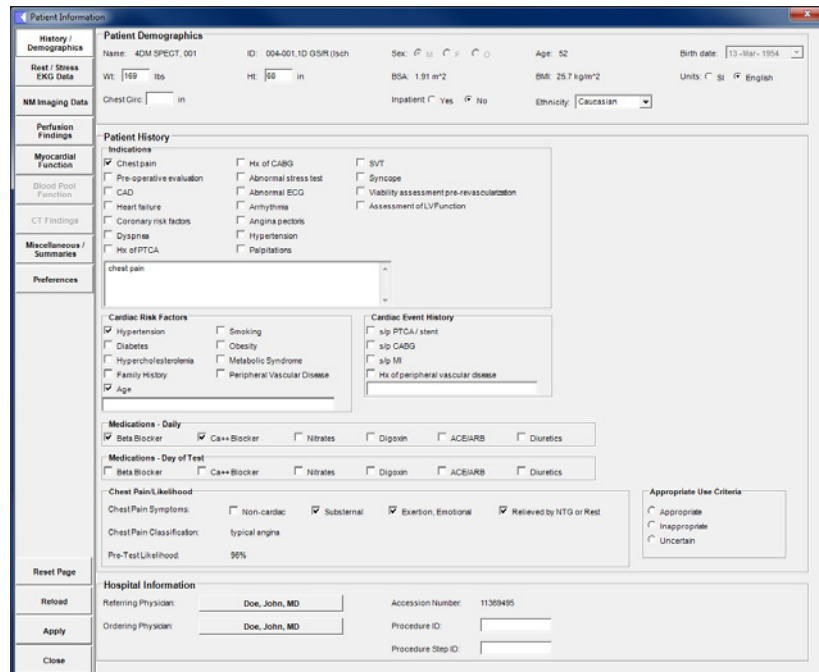 Patient Information
History / Demographics
Rest / Stress EKG Data
NM Imaging Data
Perfusion Findings
Myocardial Function
Blood Pool Function
CT Findings
Miscellaneous / Summaries
Preferences
Reset Page
Reload
Apply
Close
Patient Demographics
Name: 4DM SPECT, 001 ID: 004-001,1D GSIR (Isch Sex: M F O Age: 52 Birth date: 13-Mar-1954
Wt: 169 lbs Ht: 68 in BSA: 1.91 m^2 BMI: 25.7 kg/m^2 Units: SI English
Chest Circ: in Inpatient Yes No Ethnicity: Caucasian
Patient History
Indications
Chest pain Hx of CABG SVT
Pre-operative evaluation Abnormal stress test Syncope
CAD Abnormal ECG Viability assessment pre-revascularization
Heart failure Arrhythmia Assessment of LV Function
Coronary risk factors Angina pectoris
Dyspnea Hypertension
Hx of PTCA Palpitations
chest pain
Cardiac Risk Factors
Hypertension Smoking
Diabetes Obesity
Hypercholesterolemia Metabolic Syndrome
Family History Peripheral Vascular Disease
Age
Cardiac Event History
s/p PTCA / stent
s/p CABG
s/p MI
Hx of peripheral vascular disease
Medications - Daily
Beta Blocker Ca++ Blocker Nitrates Digoxin ACE/ARB Diuretics
Medications - Day of Test
Beta Blocker Ca++ Blocker Nitrates Digoxin ACE/ARB Diuretics
Chest Pain/Likelihood
Chest Pain Symptoms: Non-cardiac Substernal Exertion, Emotional Relieved by NTG or Rest
Chest Pain Classification: typical angina
Pre-Test Likelihood: 96%
Appropriate Use Criteria
Appropriate
Inappropriate
Uncertain
Hospital Information
Referring Physician: Doe, John, MD Accession Number: 11369495
Ordering Physician: Doe, John, MD Procedure ID:
Procedure Step ID: